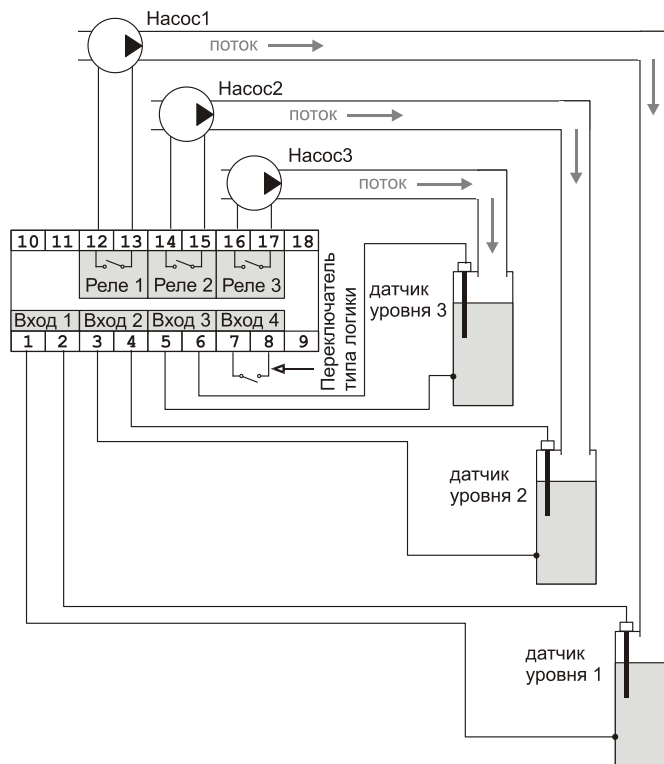 Насос1
поток
Насос2
поток
Насос3
поток
10 11 12 13 14 15 16 17 18
Реле 1 Реле 2 Реле 3
Вход 1 Вход 2 Вход 3 Вход 4
1 2 3 4 5 6 7 8 9
Переключатель
типа логики
датчик
уровня 3
датчик
уровня 2
датчик
уровня 1